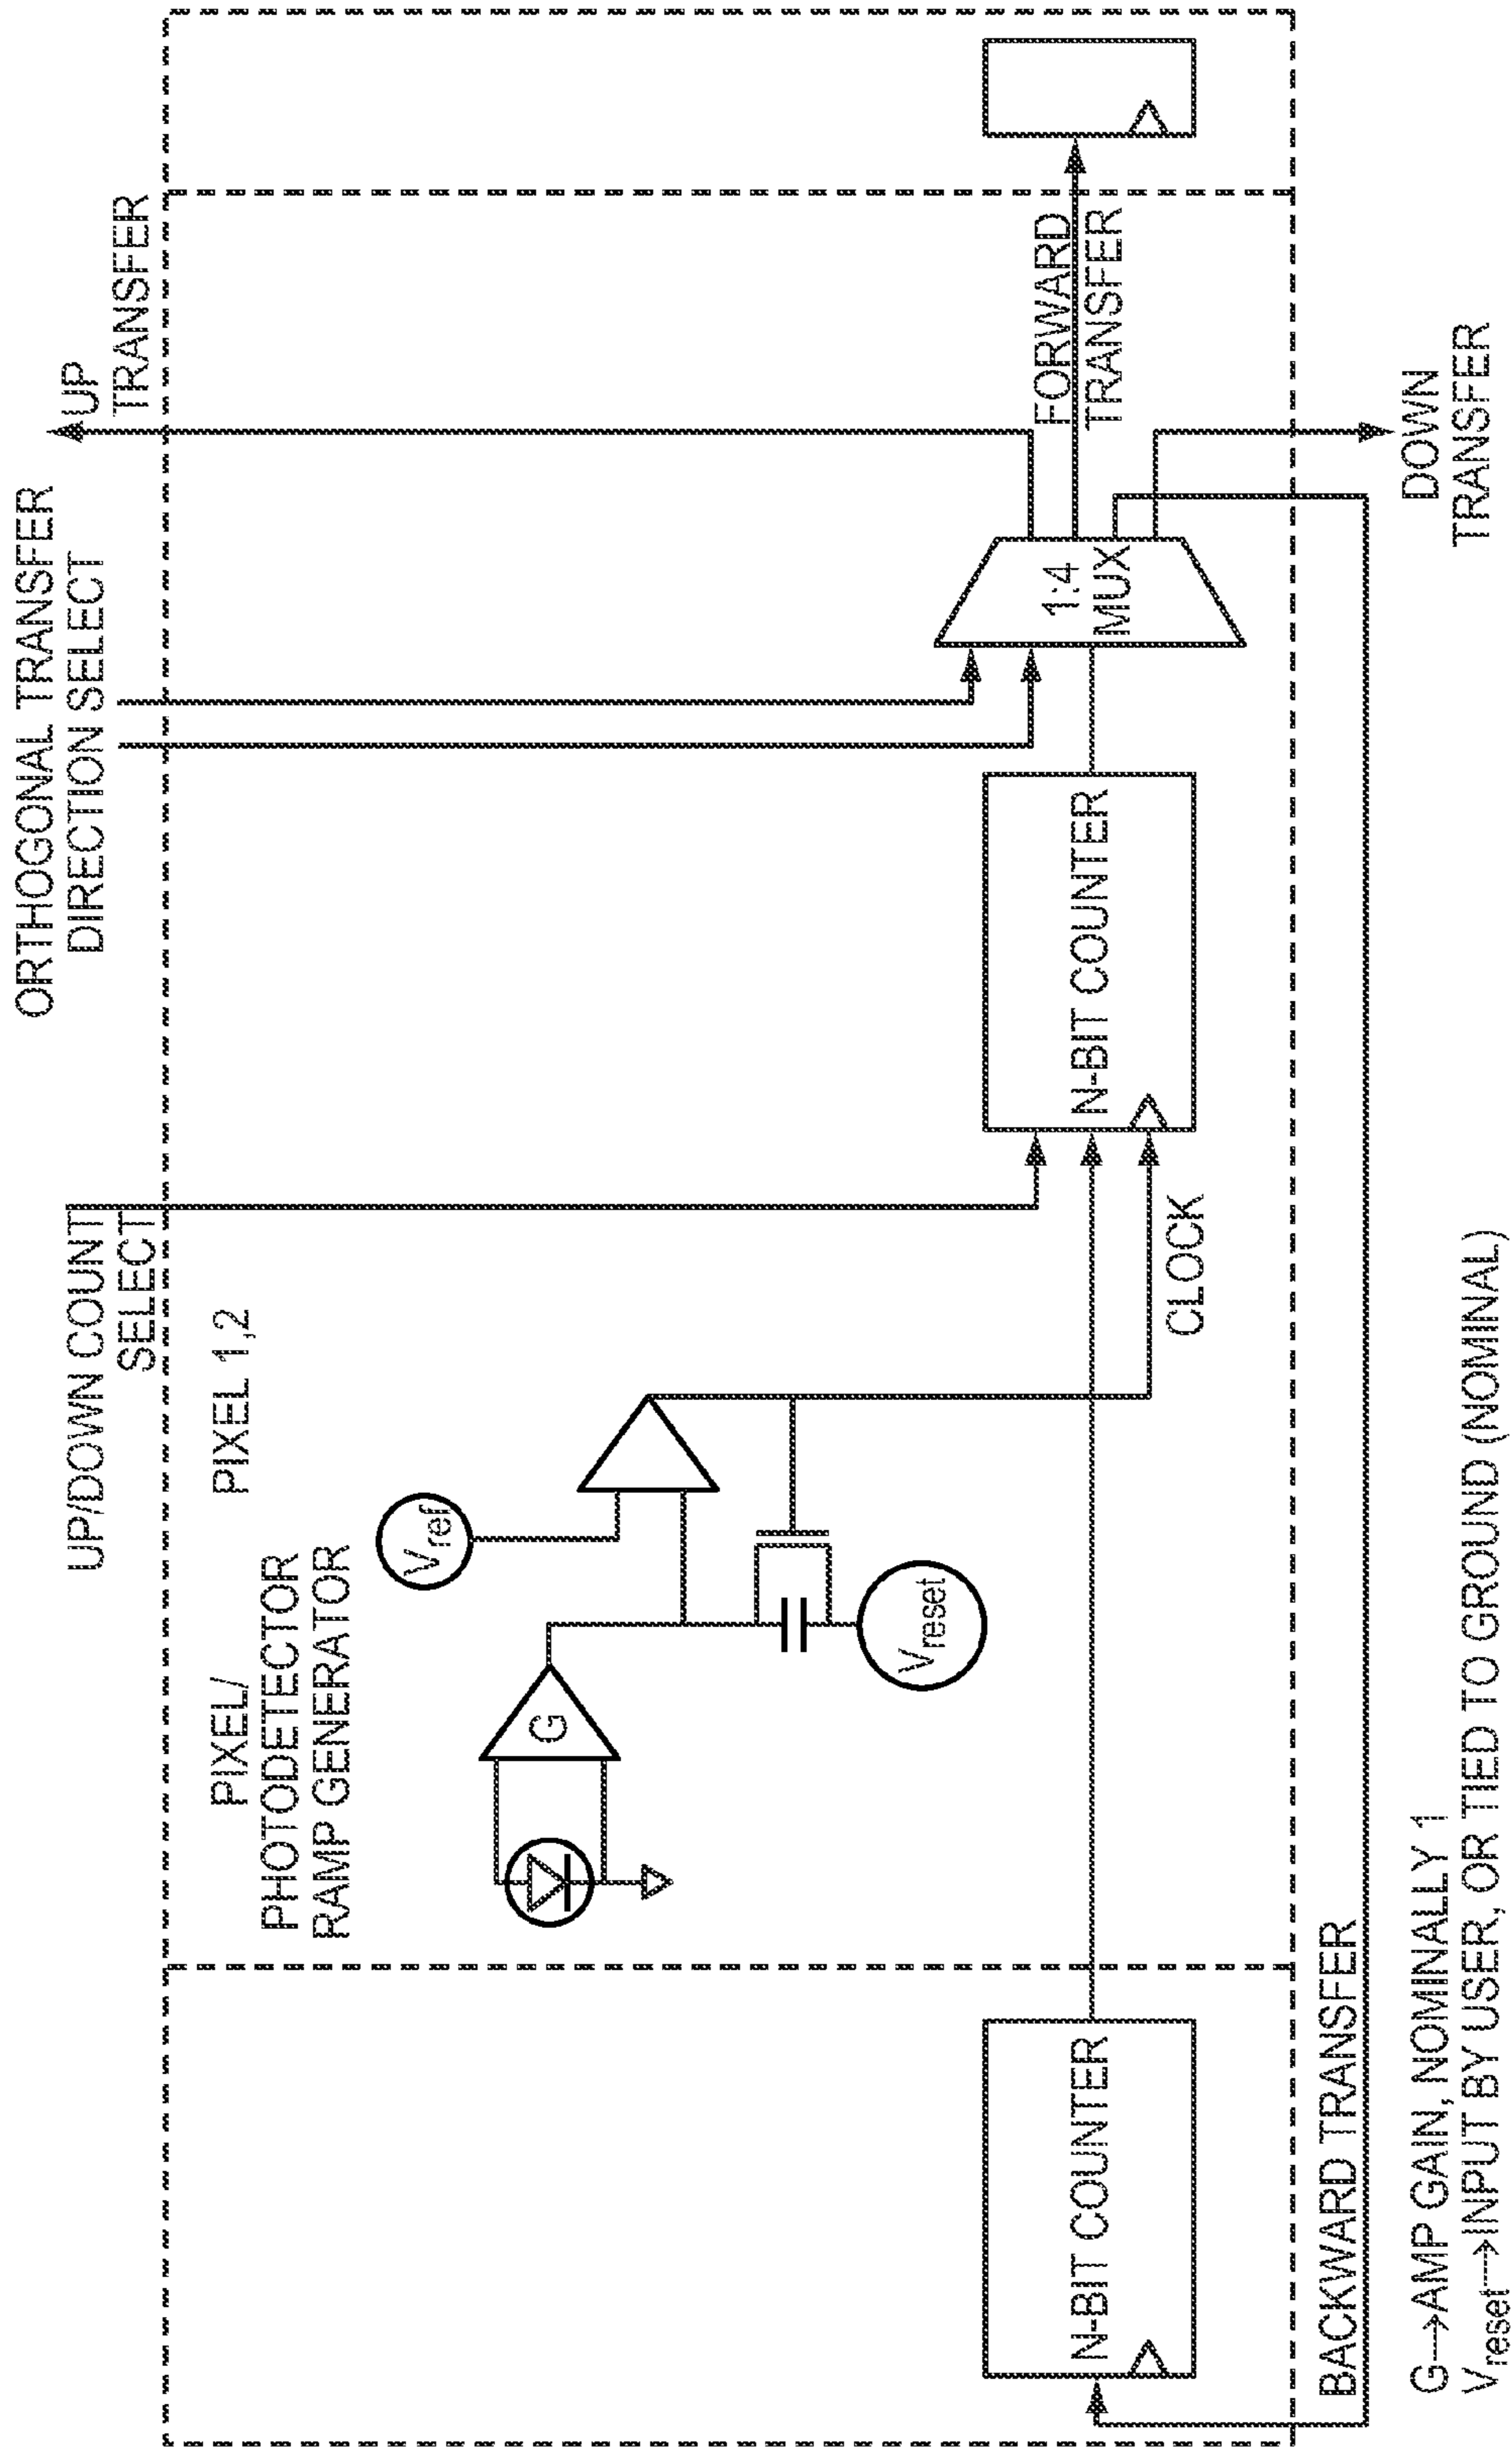 ORTHOGONAL TRANSFER
DIRECTION SELECT
UP
TRANSFER
UP/DOWN COUNT
SELECT
PIXEL 1,2
PIXEL/
PHOTODETECTOR
RAMP GENERATOR
Vref
G
Vreset
N-BIT COUNTER
N-BIT COUNTER
1:4
MUX
FORWARD
TRANSFER
CLOCK
BACKWARD TRANSFER
DOWN
TRANSFER
G→AMP GAIN, NOMINALLY 1
Vreset→INPUT BY USER, OR TIED TO GROUND (NOMINAL)